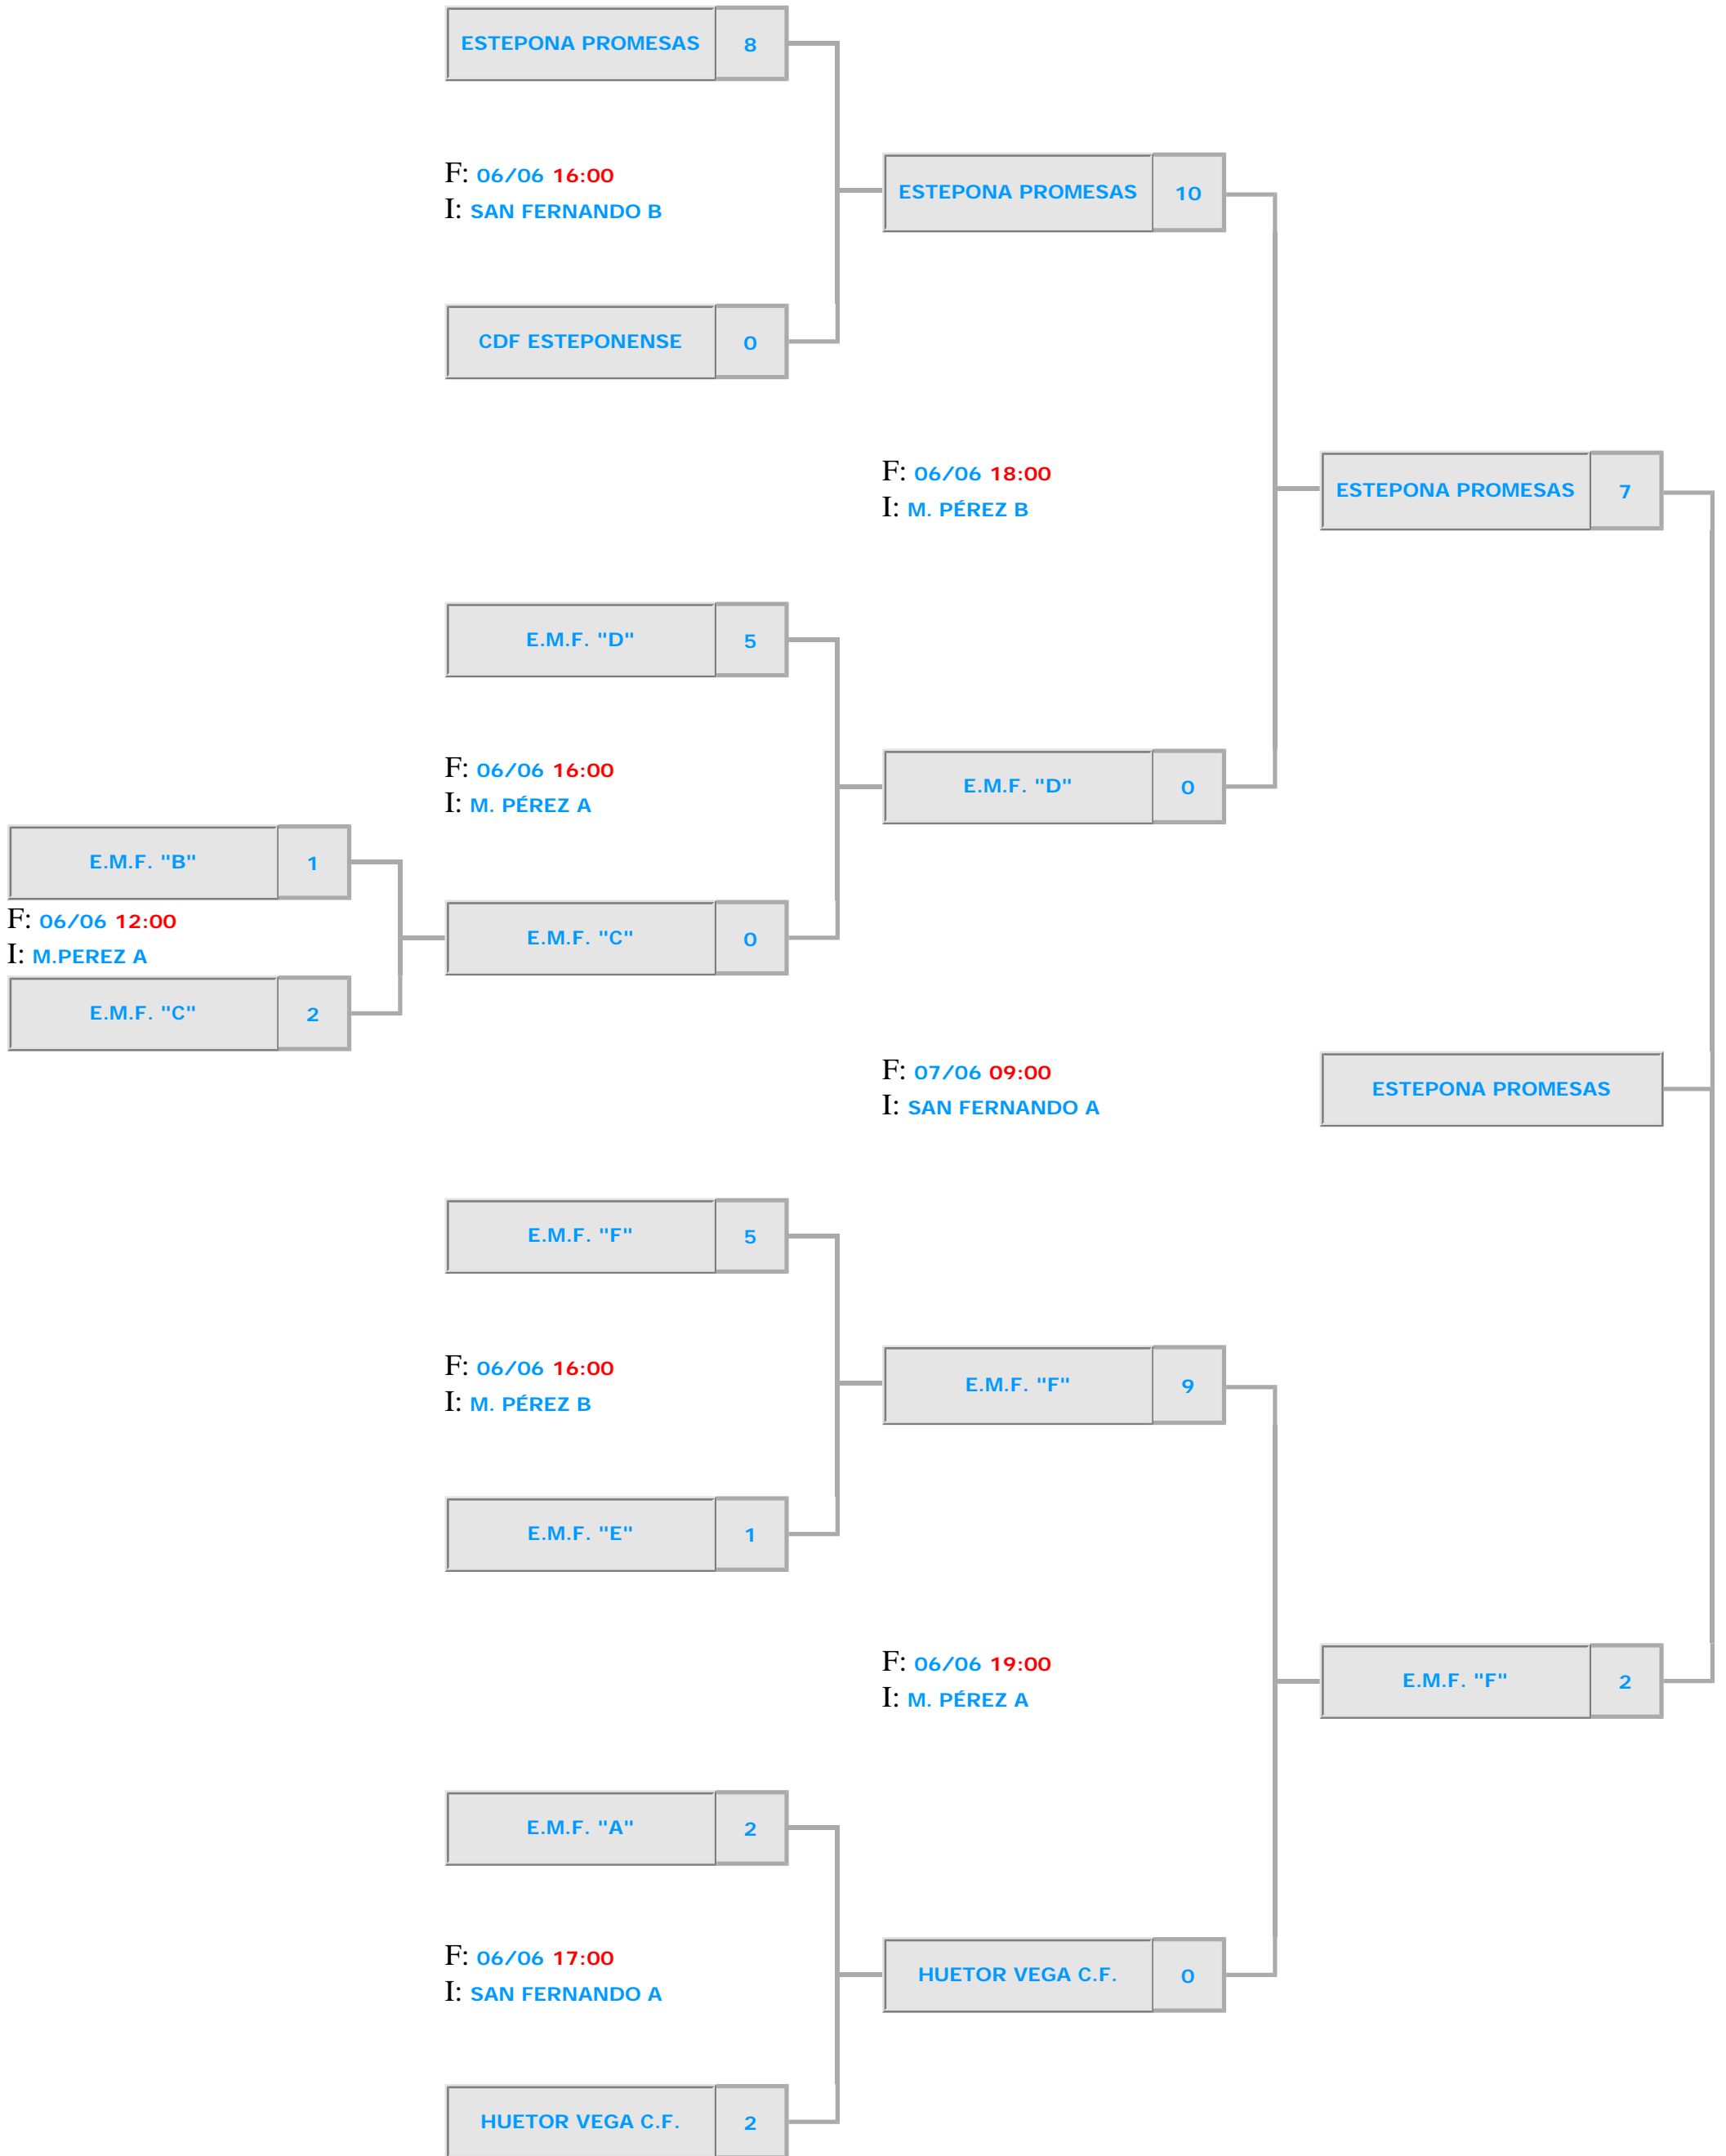 ESTEPONA PROMESAS 8
F: 06/06 16:00
I: SAN FERNANDO B
ESTEPONA PROMESAS 10
CDF ESTEPONENSE 0
F: 06/06 18:00
I: M. PÉREZ B
ESTEPONA PROMESAS 7
E.M.F. "D" 5
F: 06/06 16:00
I: M. PÉREZ A
E.M.F. "D" 0
E.M.F. "B" 1
F: 06/06 12:00
I: M.PEREZ A
E.M.F. "C" 0
E.M.F. "C" 2
F: 07/06 09:00
I: SAN FERNANDO A
ESTEPONA PROMESAS
E.M.F. "F" 5
F: 06/06 16:00
I: M. PÉREZ B
E.M.F. "F" 9
E.M.F. "E" 1
F: 06/06 19:00
I: M. PÉREZ A
E.M.F. "F" 2
E.M.F. "A" 2
F: 06/06 17:00
I: SAN FERNANDO A
HUETOR VEGA C.F. 0
HUETOR VEGA C.F. 2